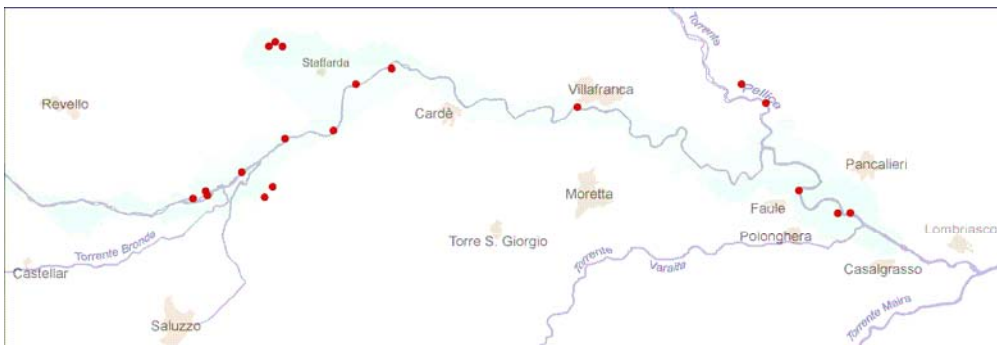 Torrente
Staffarda
Revello
Villafranca
Pellice
Cardè
Pancalieri
Moretta
Faule
Torrente Bronda
Torre S. Giorgio
Polonghera
Lombriasco
Torrente
Varaita
Castellar
Casalgrasso
Saluzzo
Torrente Maira